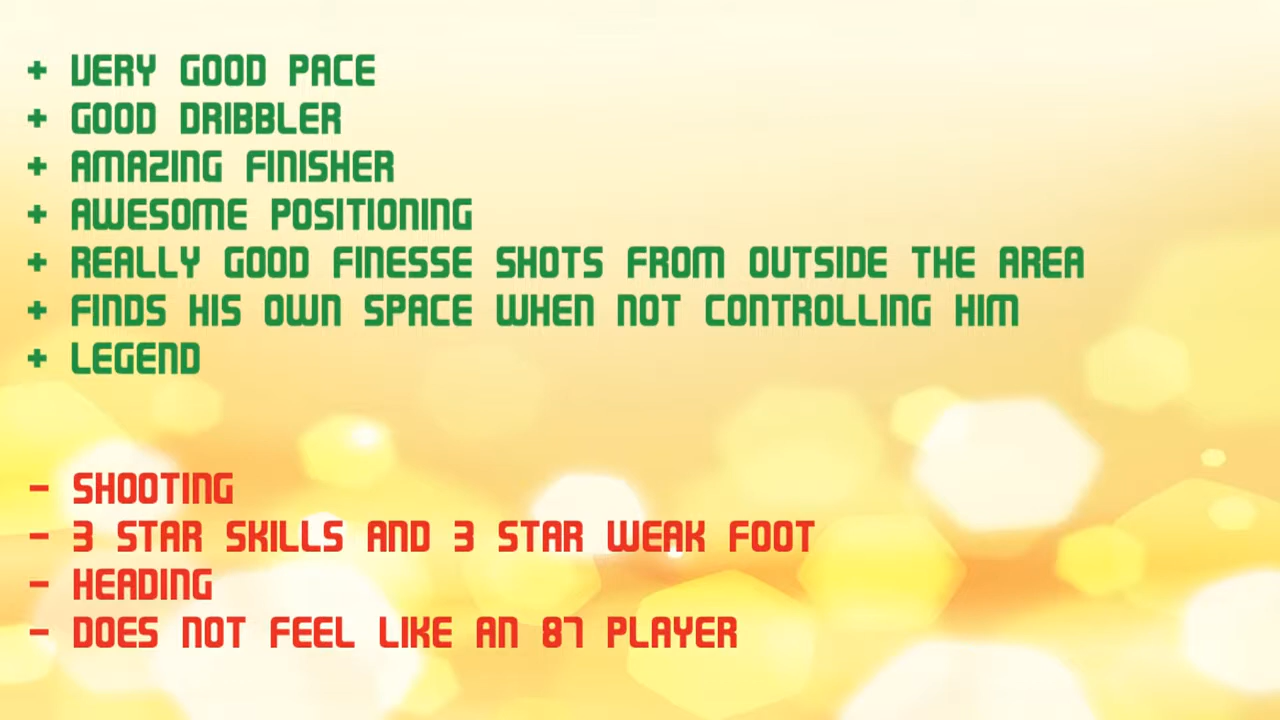 + VERY GOOD PACE
+ GOOD DRIBBLER
+ AMAZING FINISHER
+ AWESOME POSITIONING
+ REALLY GOOD FINESSE SHOTS FROM OUTSIDE THE AREA
+ FINDS HIS OWN SPACE WHEN NOT CONTROLLING HIM
+ LEGEND
- SHOOTING
- 3 STAR SKILLS AND 3 STAR WEAK FOOT
- HEADING
- DOES NOT FEEL LIKE AN 87 PLAYER